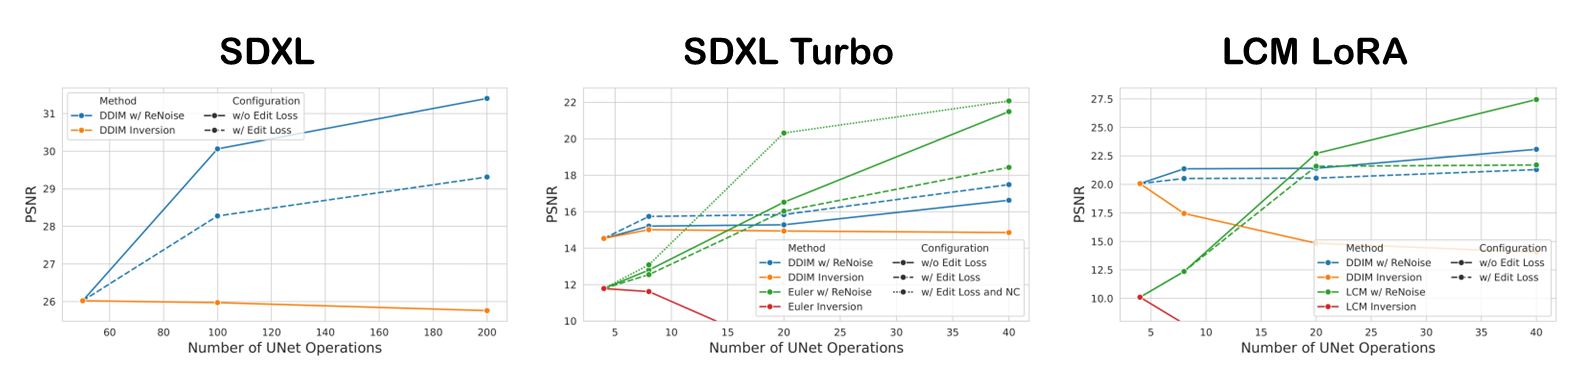 SDXL
SDXL Turbo
LCM LoRA
Method Configuration
DDIM w/ ReNoise w/o Edit Loss
DDIM Inversion w/ Edit Loss
PSNR
31
30
29
28
27
26
60 80 100 120 140 160 180 200
Number of UNet Operations
PSNR
22
20
18
16
14
12
10
Method Configuration
DDIM w/ ReNoise w/o Edit Loss
DDIM Inversion w/ Edit Loss
Euler w/ ReNoise w/ Edit Loss and NC
Euler Inversion
5 10 15 20 25 30 35 40
Number of UNet Operations
PSNR
27.5
25.0
22.5
20.0
17.5
15.0
12.5
10.0
Method Configuration
DDIM w/ ReNoise w/o Edit Loss
DDIM Inversion w/ Edit Loss
LCM w/ ReNoise
LCM Inversion
5 10 15 20 25 30 35 40
Number of UNet Operations